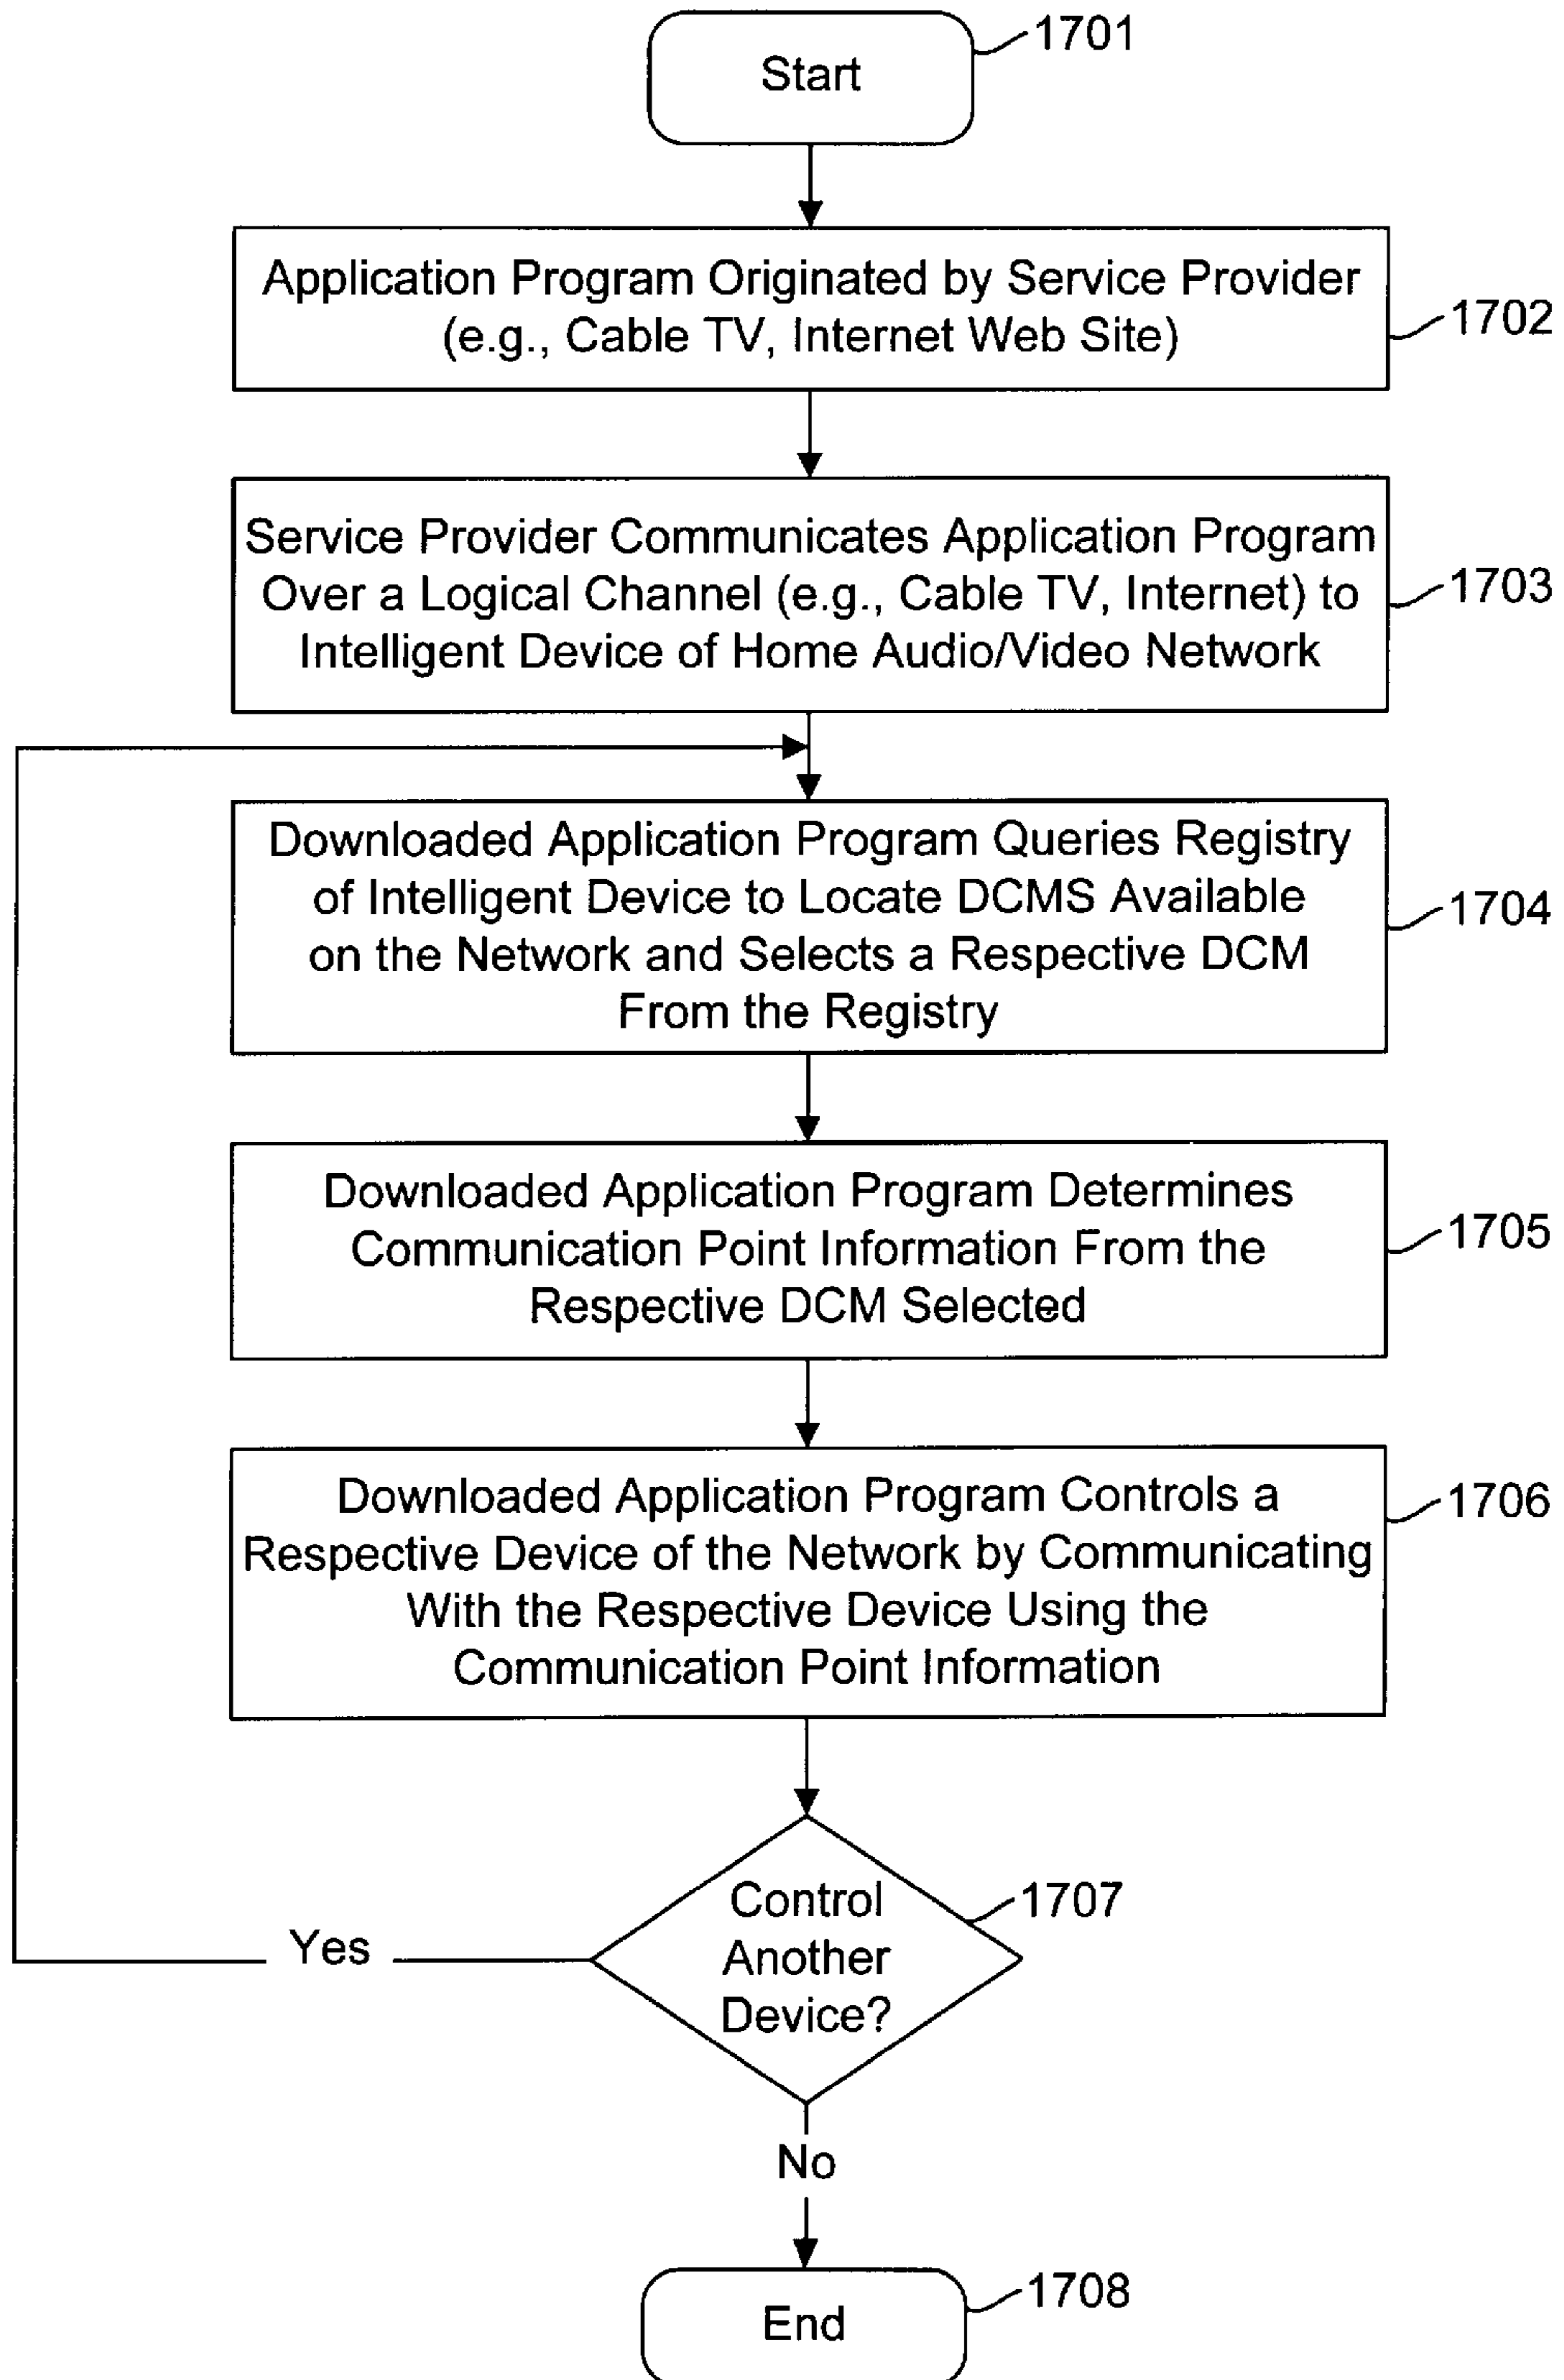 Start
1701
Application Program Originated by Service Provider
(e.g., Cable TV, Internet Web Site)
1702
Service Provider Communicates Application Program
Over a Logical Channel (e.g., Cable TV, Internet) to
Intelligent Device of Home Audio/Video Network
1703
Downloaded Application Program Queries Registry
of Intelligent Device to Locate DCMS Available
on the Network and Selects a Respective DCM
From the Registry
1704
Downloaded Application Program Determines
Communication Point Information From the
Respective DCM Selected
1705
Downloaded Application Program Controls a
Respective Device of the Network by Communicating
With the Respective Device Using the
Communication Point Information
1706
Control
Another
Device?
1707
Yes
No
End
1708